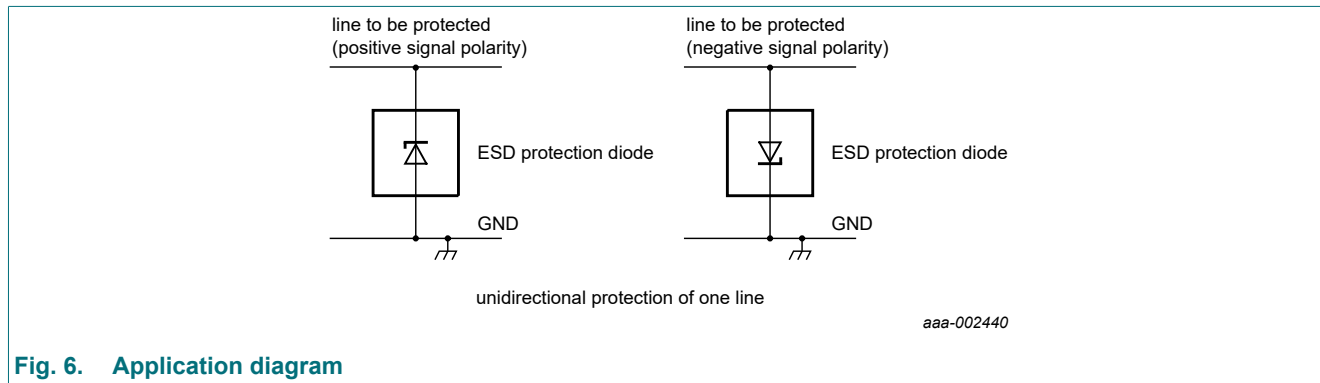 line to be protected
(positive signal polarity)
ESD protection diode
GND
line to be protected
(negative signal polarity)
ESD protection diode
GND
unidirectional protection of one line
aaa-002440
Fig. 6. Application diagram